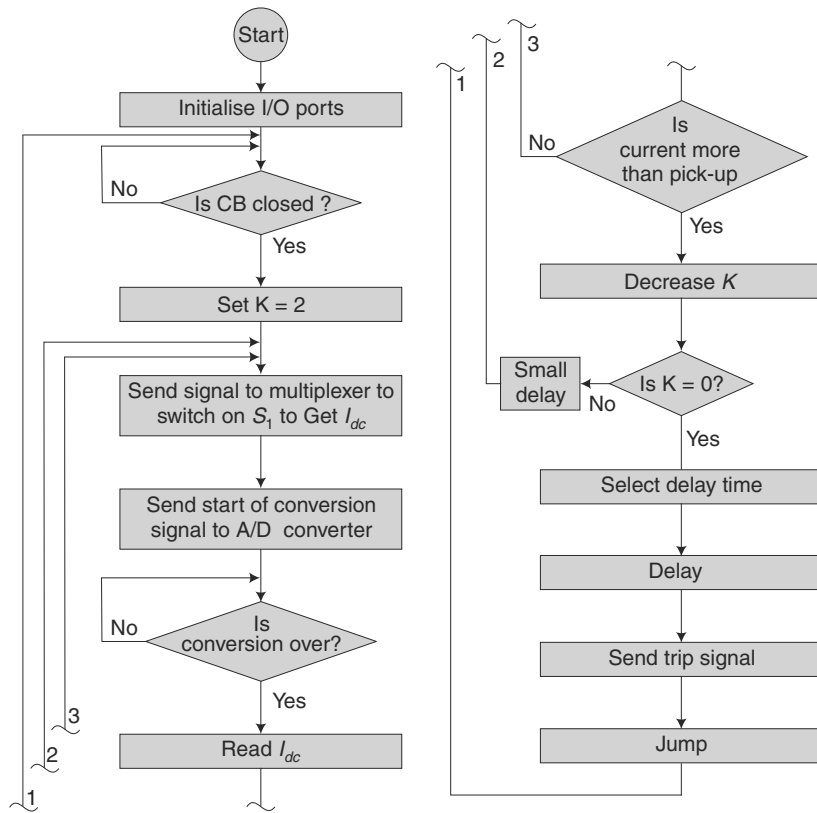 Start
Initialise I/O ports
No
Is CB closed ?
Yes
Set K = 2
Send signal to multiplexer to
switch on S₁ to Get I_dc
Send start of conversion
signal to A/D converter
Is
conversion over?
No
Yes
Read I_dc
3
2
1
3
2
1
Is
current more
than pick-up
No
Yes
Decrease K
Is K = 0?
Small
delay
No
Yes
Select delay time
Delay
Send trip signal
Jump